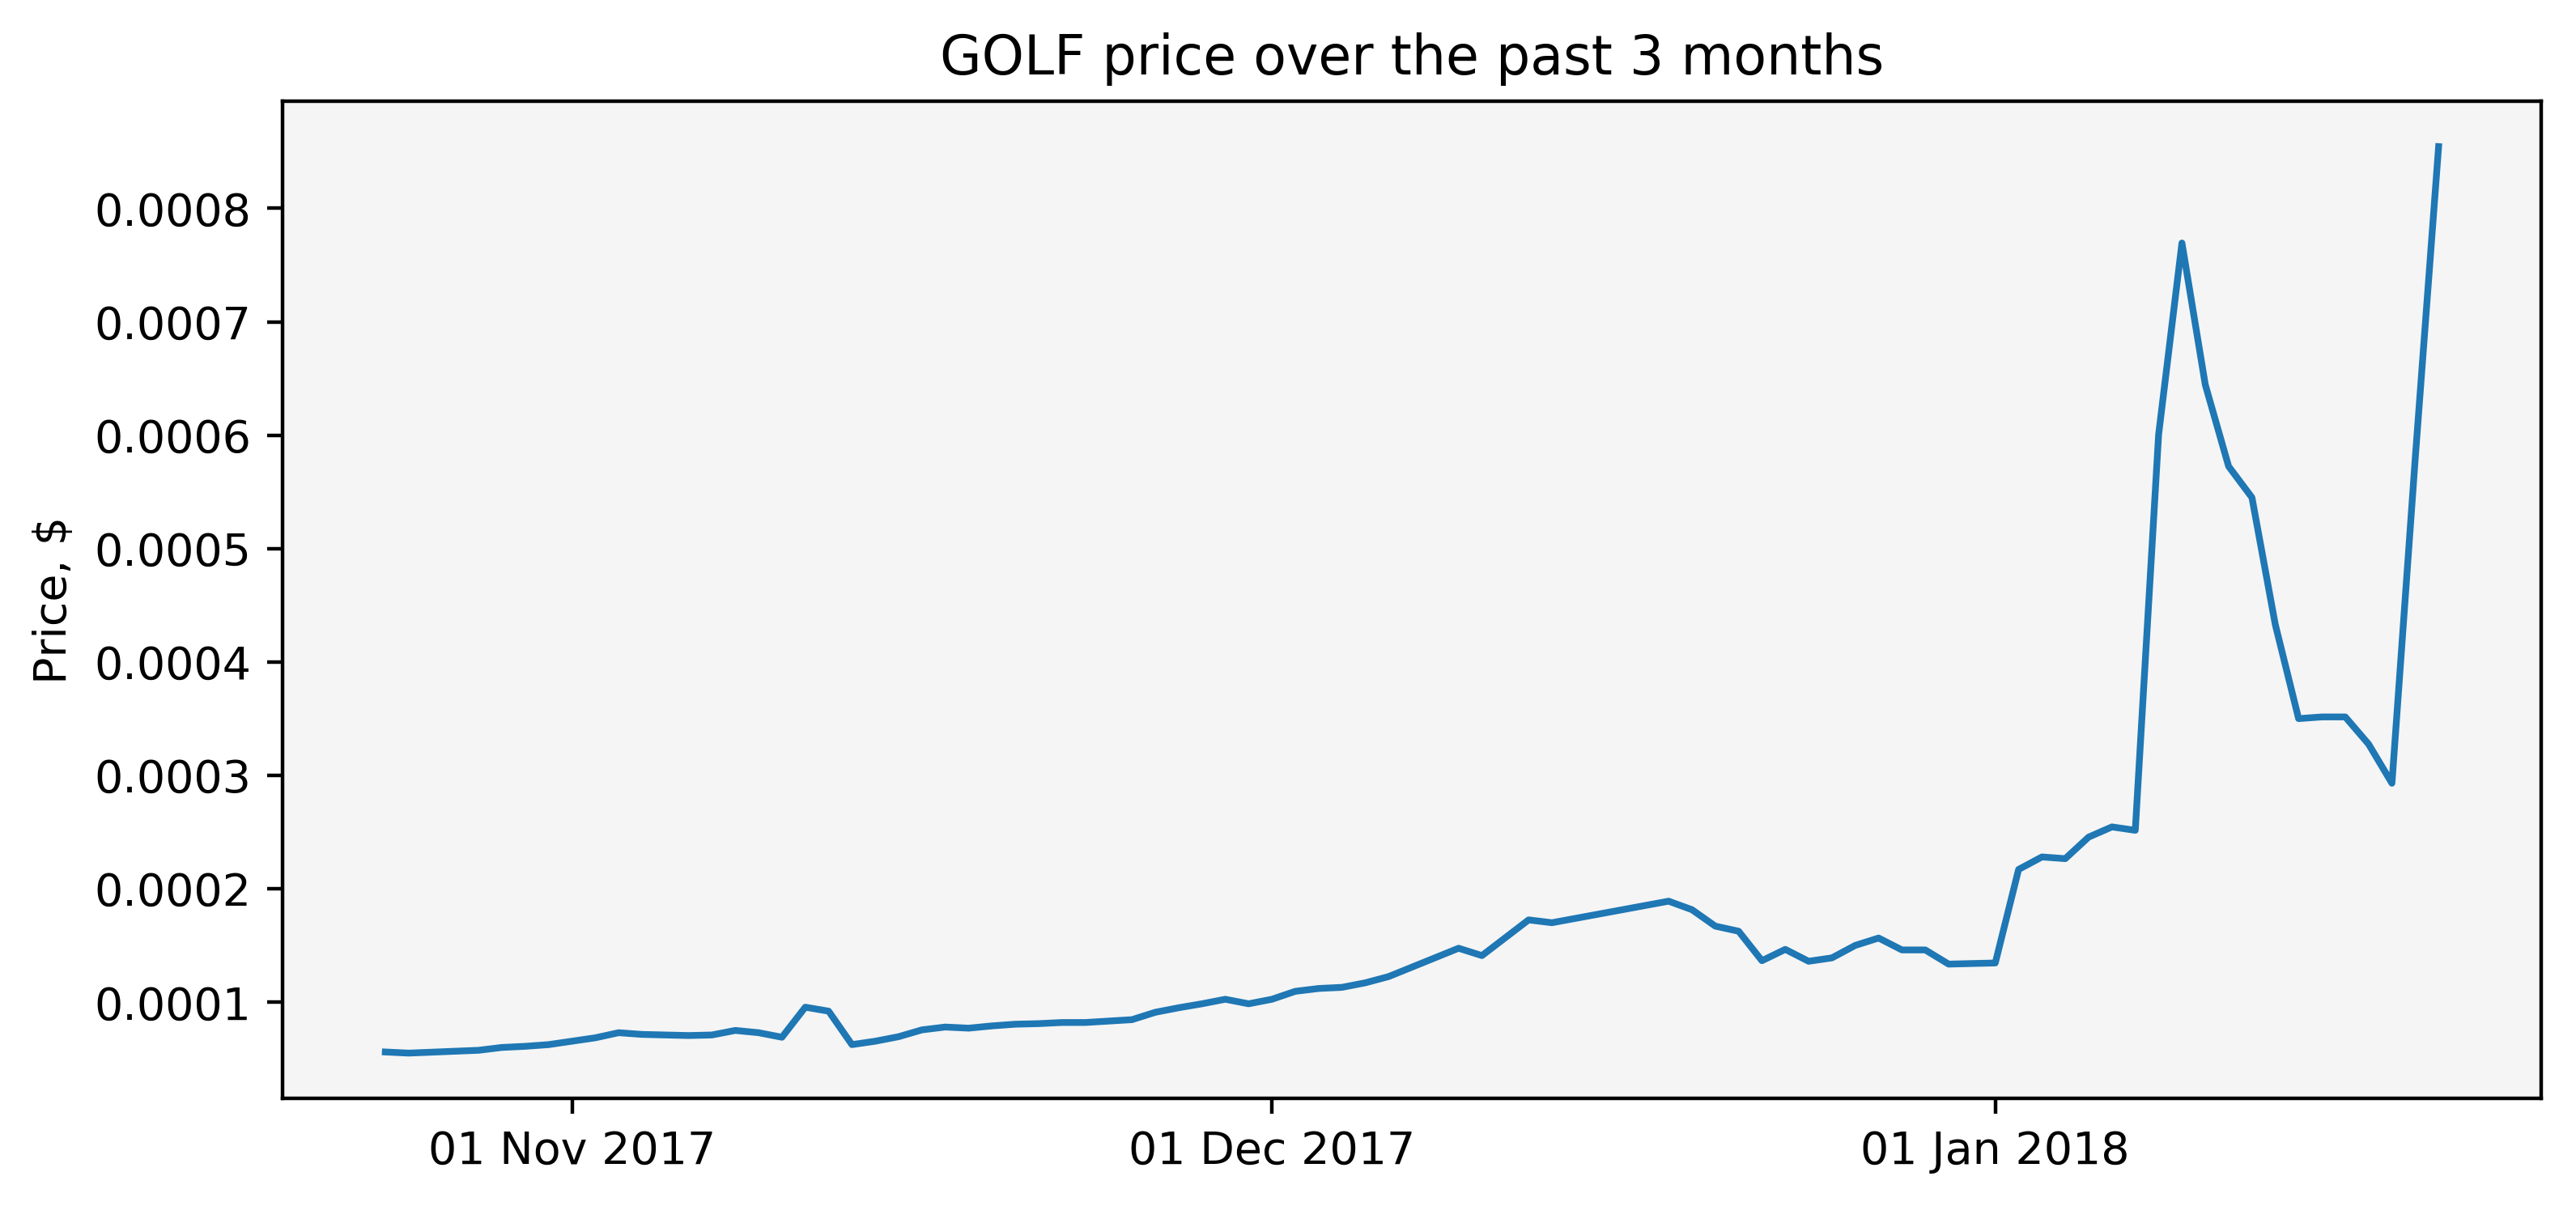 GOLF price over the past 3 months
Price, $
0.0008
0.0007
0.0006
0.0005
0.0004
0.0003
0.0002
0.0001
01 Nov 2017
01 Dec 2017
01 Jan 2018